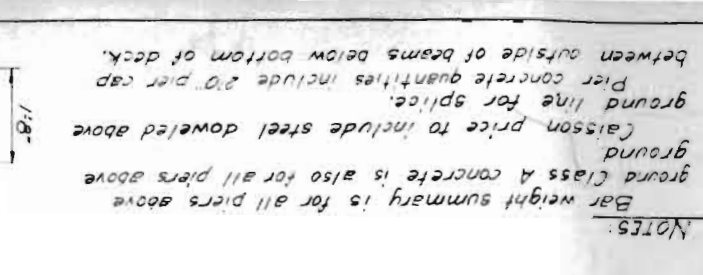 NOTES:
Bar weight summary is for all piers above
ground Class A concrete is also for all piers above
ground
Caisson price to include steel doweled above
ground line for splice.
Pier concrete quantities include 2'0" pier cap
between outside of beams below bottom of deck.
1'-8"